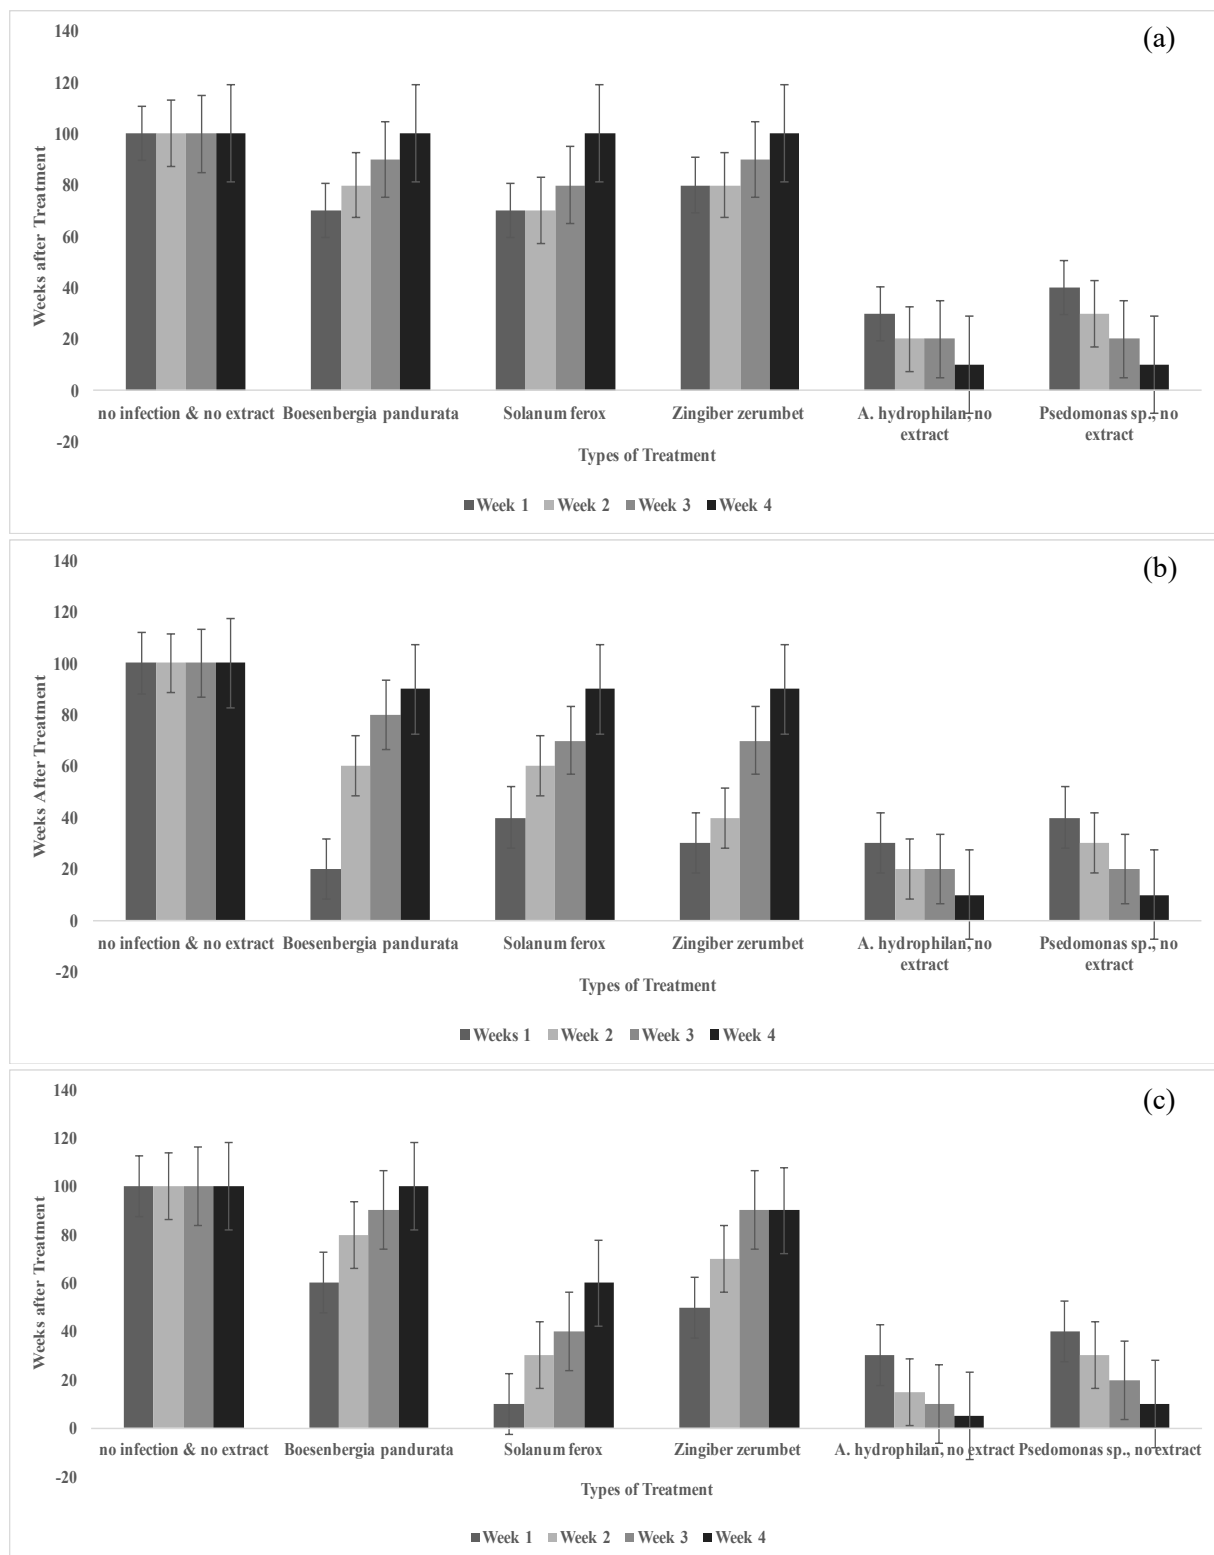 (a)
140
120
100
80
60
40
20
0
-20
Weeks after Treatment
no infection & no extract Boesenbergia pandurata Solanum ferox Zingiber zerumbet A. hydrophilan, no extract Psedomonas sp., no extract
Types of Treatment
Week 1 Week 2 Week 3 Week 4
(b)
140
120
100
80
60
40
20
0
-20
Weeks After Treatment
no infection & no extract Boesenbergia pandurata Solanum ferox Zingiber zerumbet A. hydrophilan, no extract Psedomonas sp., no extract
Types of Treatment
Weeks 1 Week 2 Week 3 Week 4
(c)
140
120
100
80
60
40
20
0
-20
Weeks after Treatment
no infection & no extract Boesenbergia pandurata Solanum ferox Zingiber zerumbet A. hydrophilan, no extract Psedomonas sp., no extract
Types of Treatment
Week 1 Week 2 Week 3 Week 4